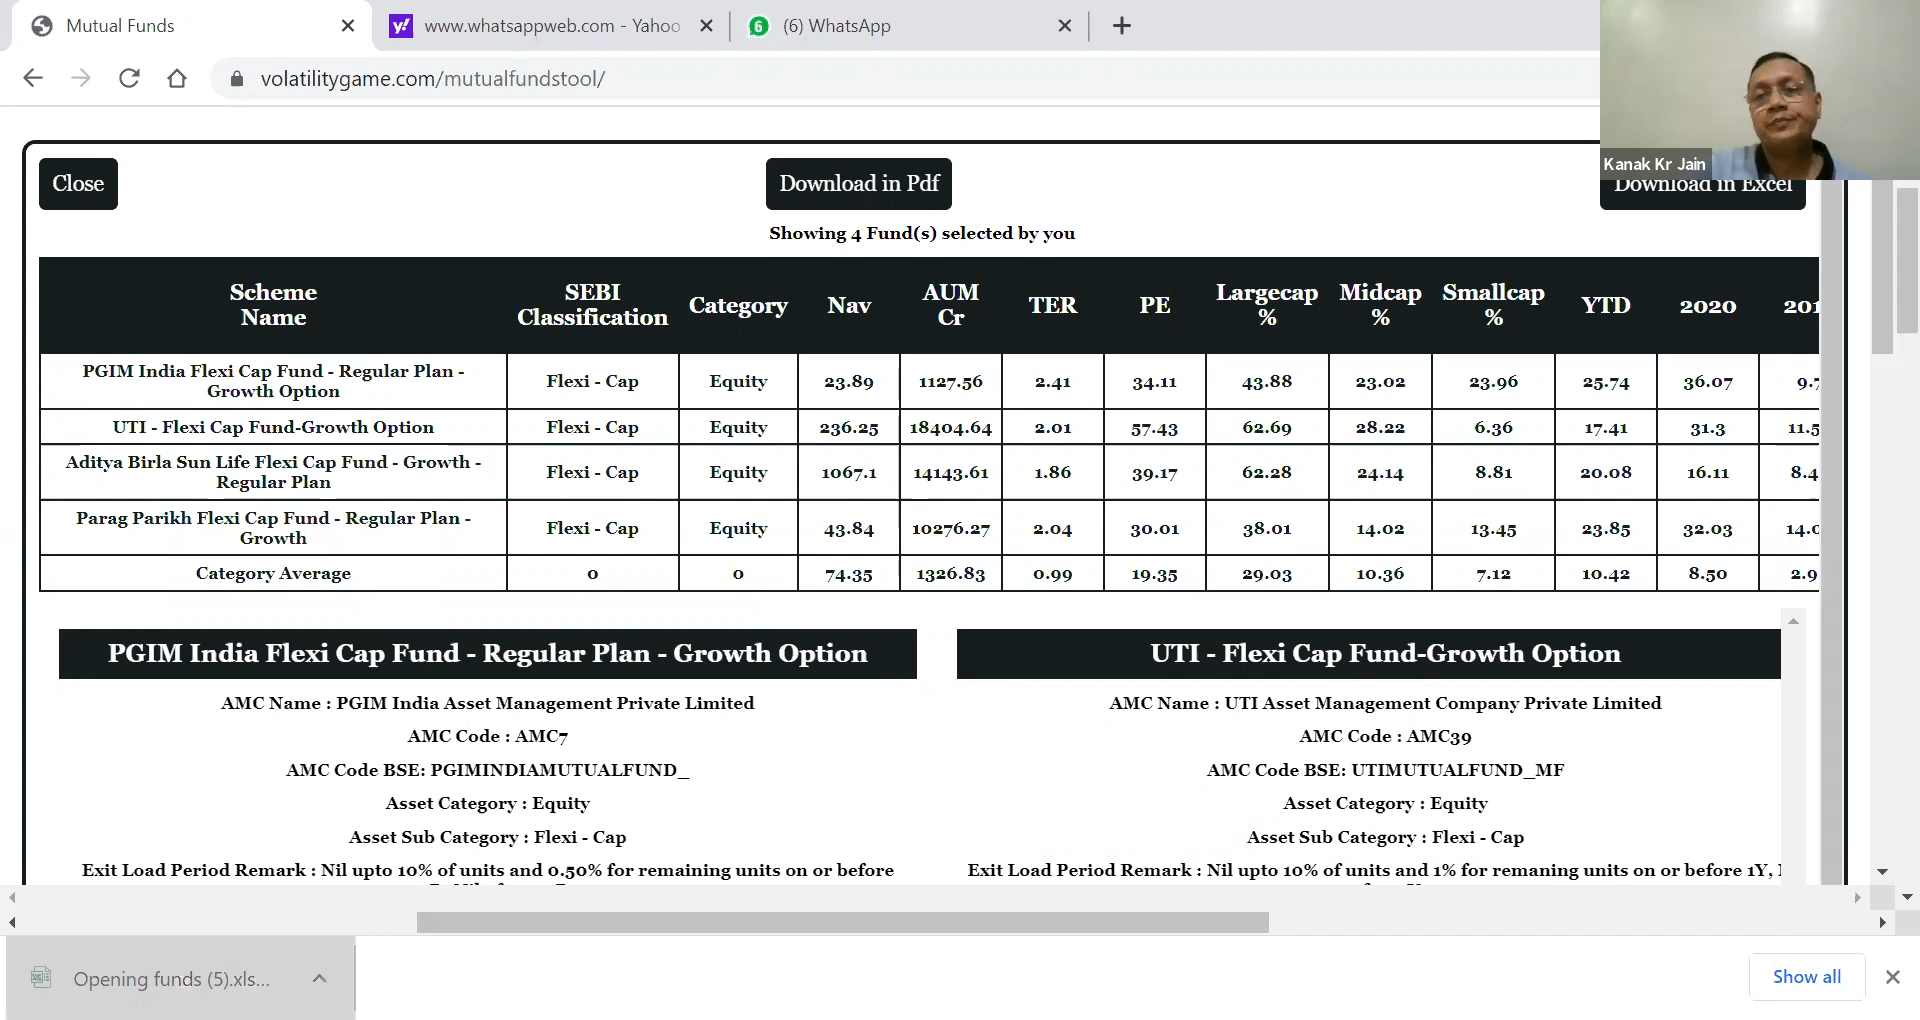 Mutual Funds
www.whatsappweb.com - Yahoo
6 (6) WhatsApp
volatilitygame.com/mutualfundstool/
Kanak Kr Jain
Close
Download in Pdf
Download in Excel
Showing 4 Fund(s) selected by you
Scheme Name SEBI Classification Category Nav AUM Cr TER PE Largecap % Midcap % Smallcap % YTD 2020 201
PGIM India Flexi Cap Fund - Regular Plan - Growth Option Flexi - Cap Equity 23.89 1127.56 2.41 34.11 43.88 23.02 23.96 25.74 36.07 9.7
UTI - Flexi Cap Fund-Growth Option Flexi - Cap Equity 236.25 18404.64 2.01 57.43 62.69 28.22 6.36 17.41 31.3 11.5
Aditya Birla Sun Life Flexi Cap Fund - Growth - Regular Plan Flexi - Cap Equity 1067.1 14143.61 1.86 39.17 62.28 24.14 8.81 20.08 16.11 8.4
Parag Parikh Flexi Cap Fund - Regular Plan - Growth Flexi - Cap Equity 43.84 10276.27 2.04 30.01 38.01 14.02 13.45 23.85 32.03 14.0
Category Average 0 0 74.35 1326.83 0.99 19.35 29.03 10.36 7.12 10.42 8.50 2.9
PGIM India Flexi Cap Fund - Regular Plan - Growth Option
AMC Name : PGIM India Asset Management Private Limited
AMC Code : AMC7
AMC Code BSE: PGIMINDIAMUTUALFUND_
Asset Category : Equity
Asset Sub Category : Flexi - Cap
Exit Load Period Remark : Nil upto 10% of units and 0.50% for remaining units on or before
UTI - Flexi Cap Fund-Growth Option
AMC Name : UTI Asset Management Company Private Limited
AMC Code : AMC39
AMC Code BSE: UTIMUTUALFUND_MF
Asset Category : Equity
Asset Sub Category : Flexi - Cap
Exit Load Period Remark : Nil upto 10% of units and 1% for remaning units on or before 1Y,
Opening funds (5).xls...
Show all